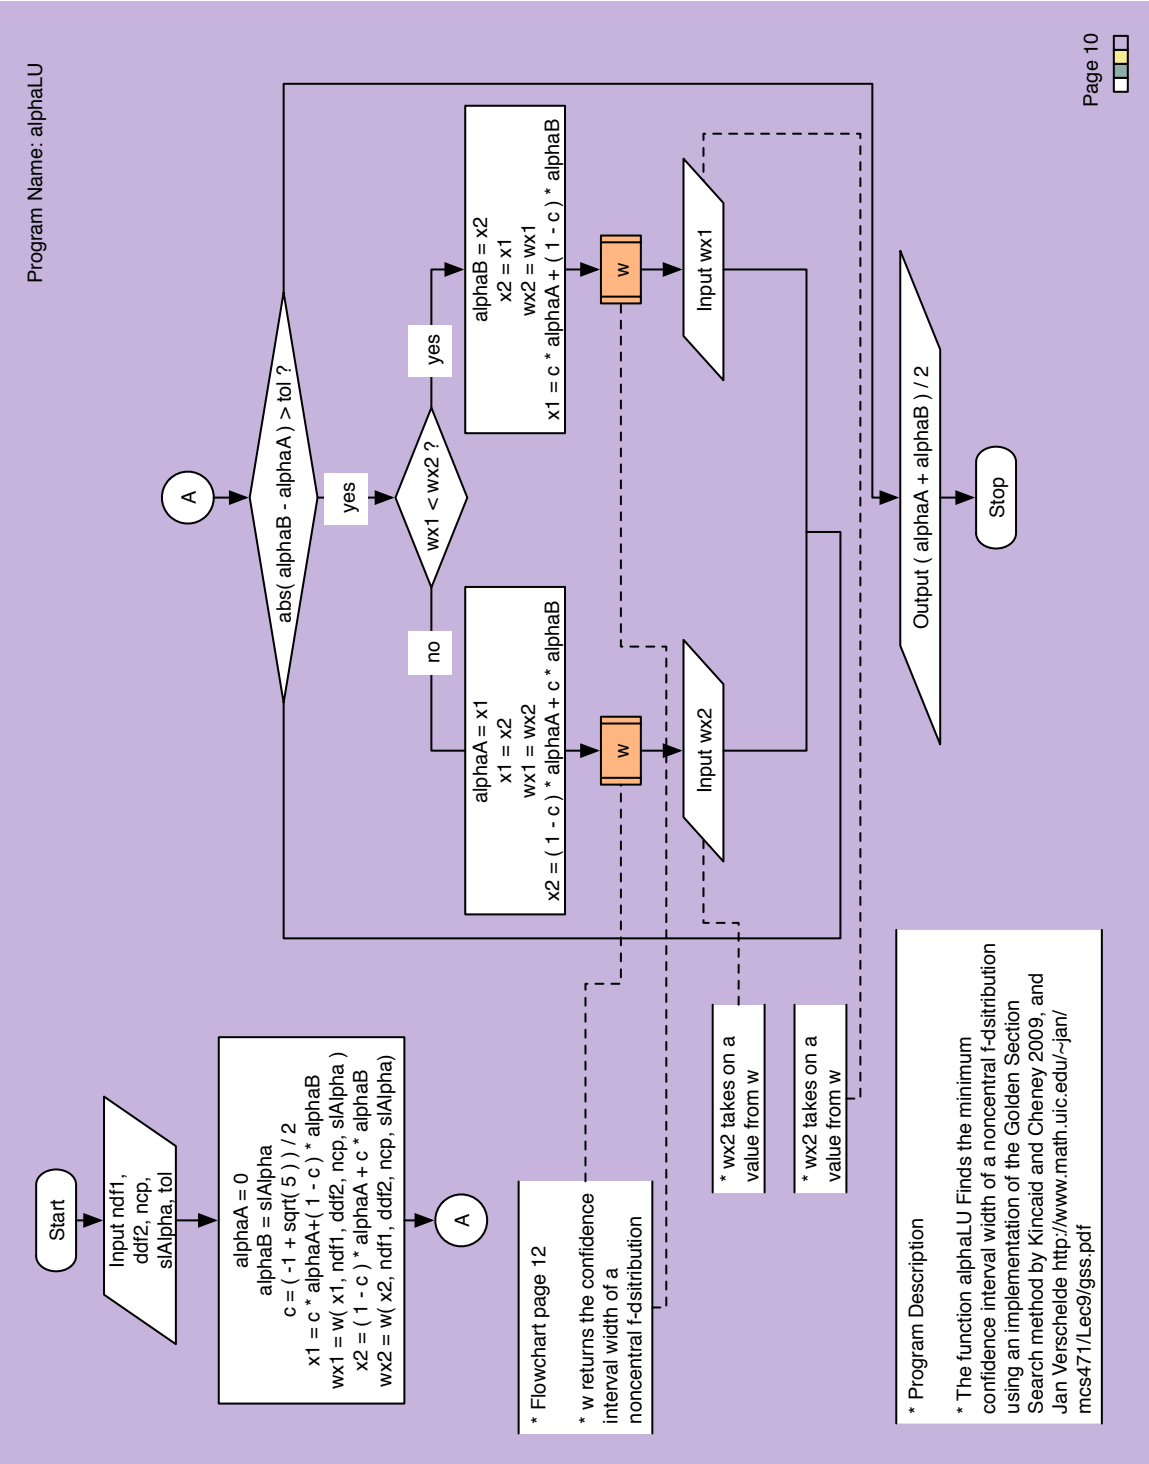 Program Name: alphaLU
Start
Input ndf1,
ddf2, ncp,
slAlpha, tol
alphaA = 0
alphaB = slAlpha
c = ( -1 + sqrt( 5 ) ) / 2
x1 = c * alphaA+ ( 1 - c ) * alphaB
wx1 = w( x1, ndf1, ddf2, ncp, slAlpha )
x2 = ( 1 - c ) * alphaA + c * alphaB
wx2 = w( x2, ndf1, ddf2, ncp, slAlpha)
A
A
abs( alphaB - alphaA ) > tol ?
yes
wx1 < wx2 ?
no
yes
alphaA = x1
x1 = x2
wx1 = wx2
x2 = ( 1 - c ) * alphaA + c * alphaB
alphaB = x2
x2 = x1
wx2 = wx1
x1 = c * alphaA + ( 1 - c ) * alphaB
w
w
Input wx2
Input wx1
Output ( alphaA + alphaB ) / 2
Stop
* Flowchart page 12
* w returns the confidence
interval width of a
noncentral f-dsitribution
* wx2 takes on a
value from w
* wx2 takes on a
value from w
* Program Description
* The function alphaLU Finds the minimum
confidence interval width of a noncentral f-dsitribution
using an implementation of the Golden Section
Search method by Kincaid and Cheney 2009, and
Jan Verschelde http://www.math.uic.edu/~jan/
mcs471/Lec9/gss.pdf
Page 10